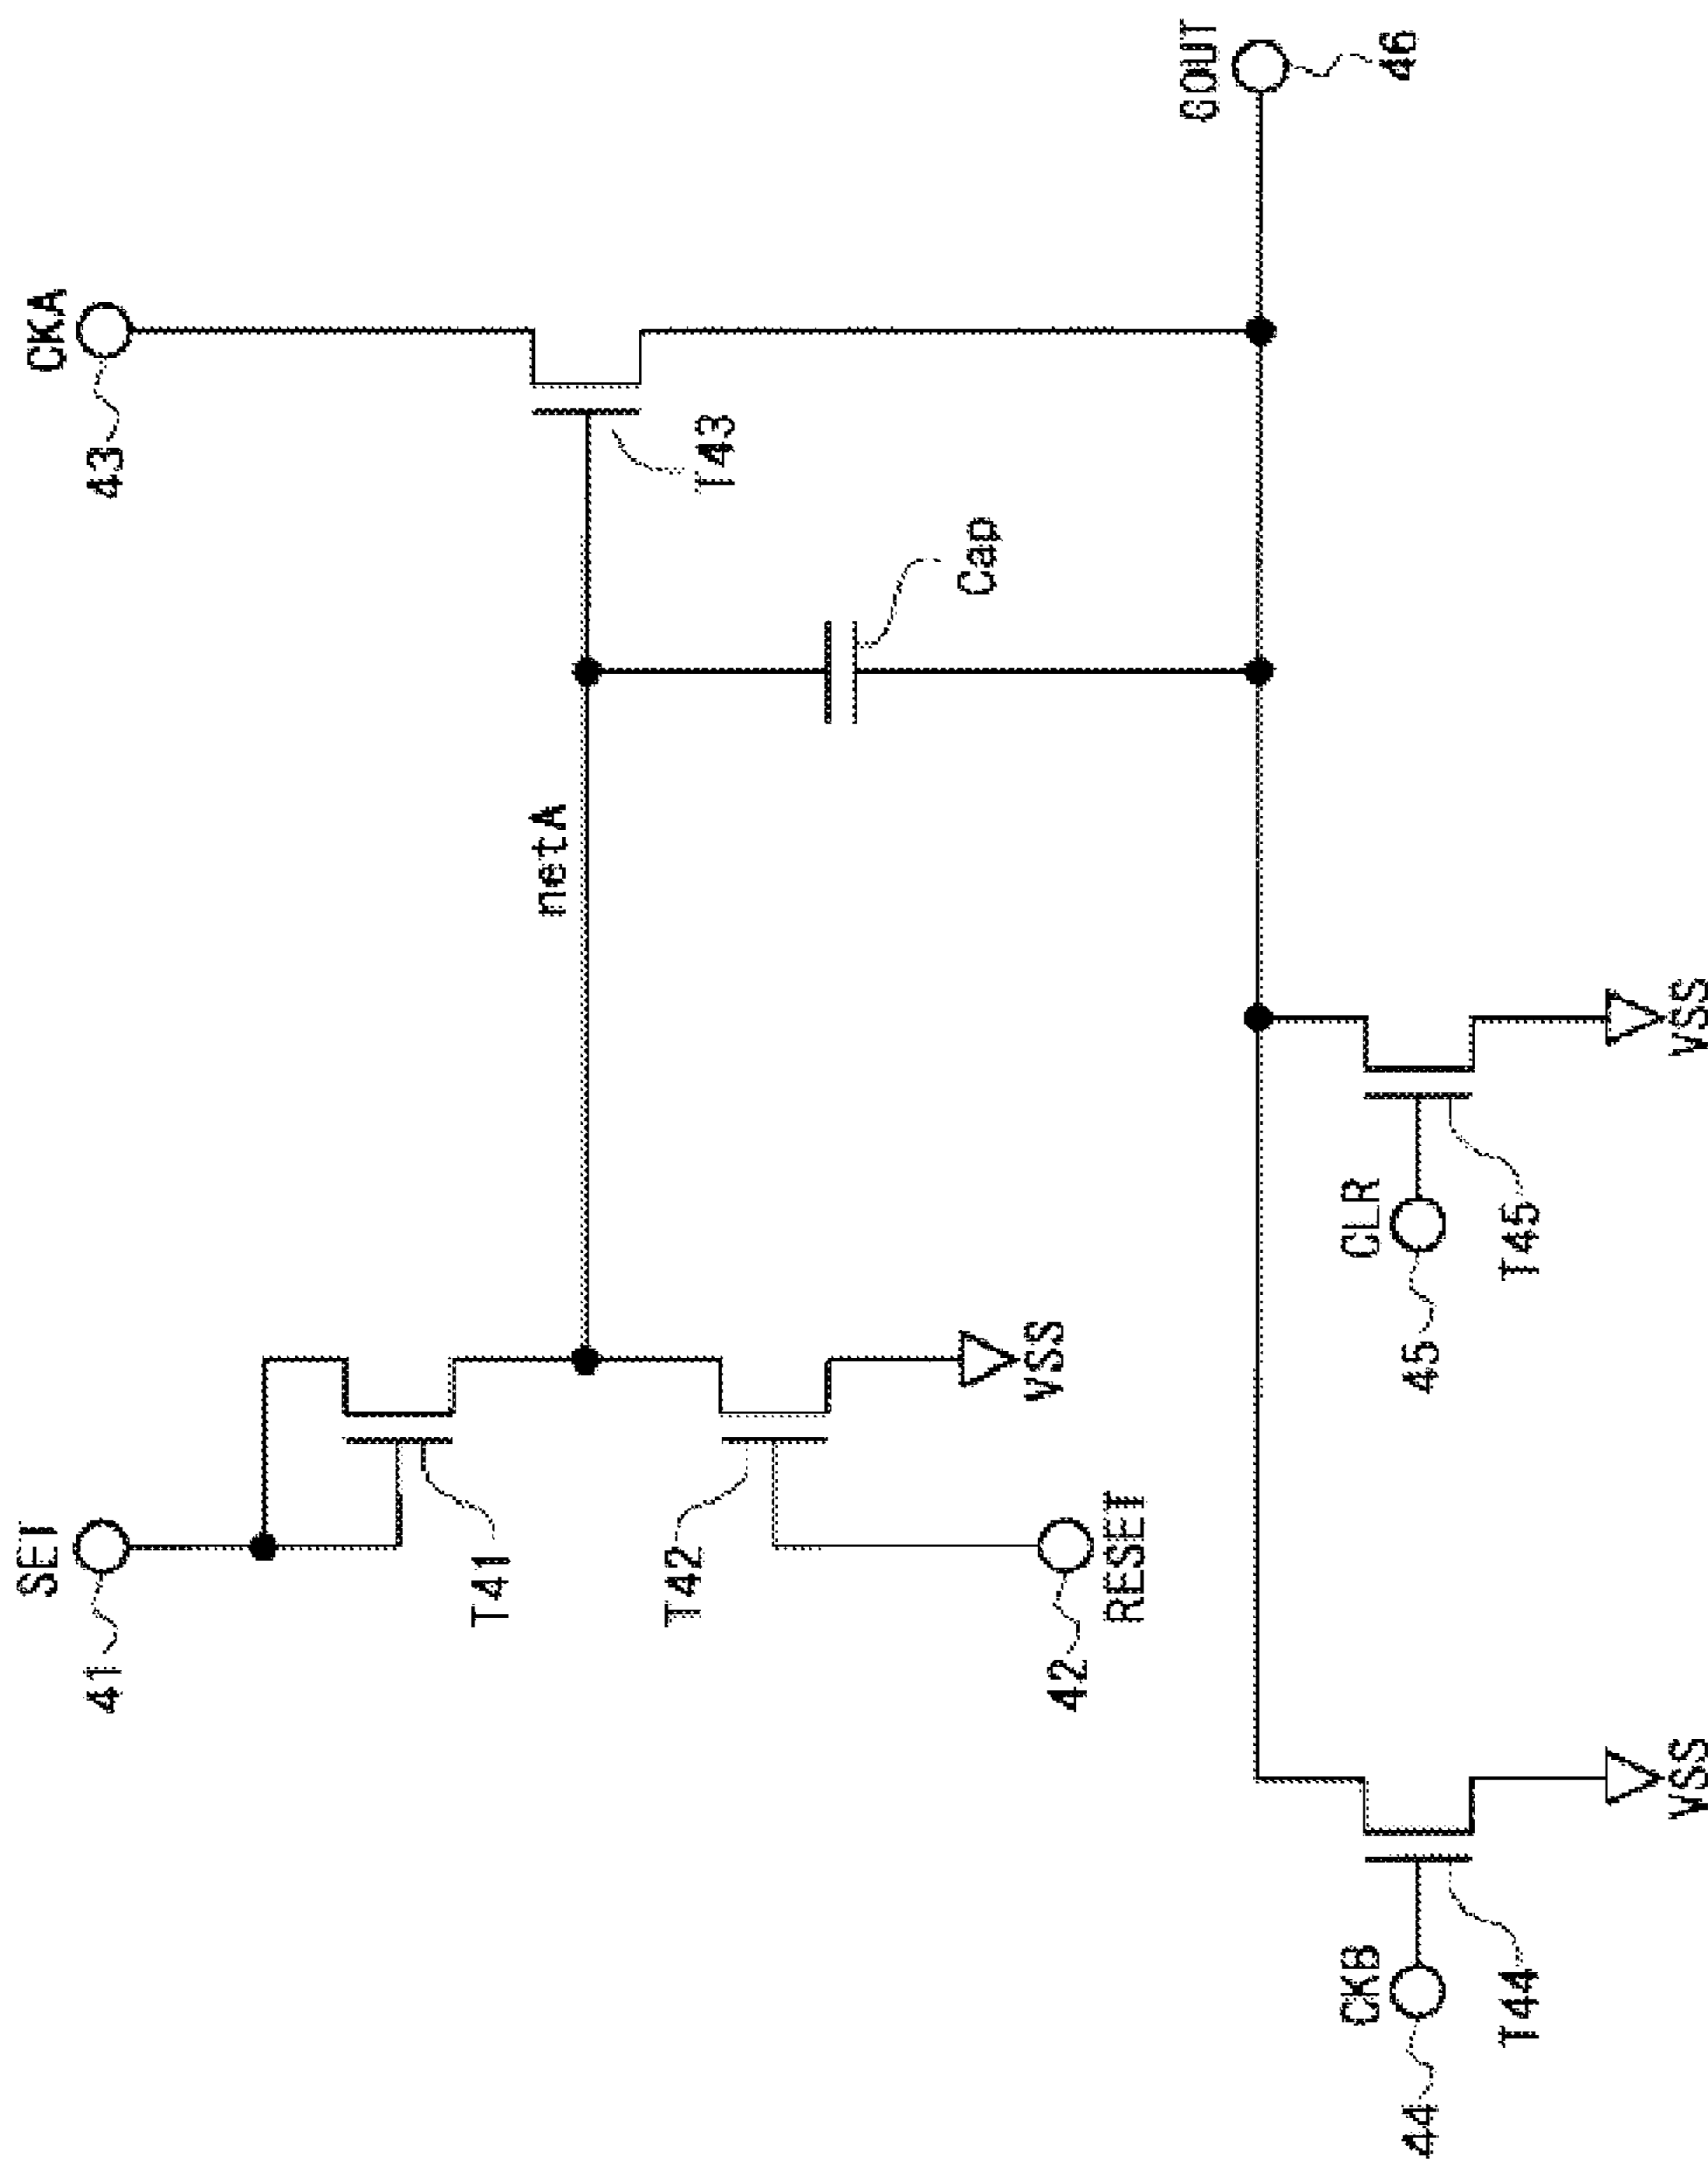 SET
41
T41
T42
42
RESET
VSS
netA
Cap
CKA
43
T43
GOUT
46
CKB
44
T44
VSS
CLR
45
T45
VSS